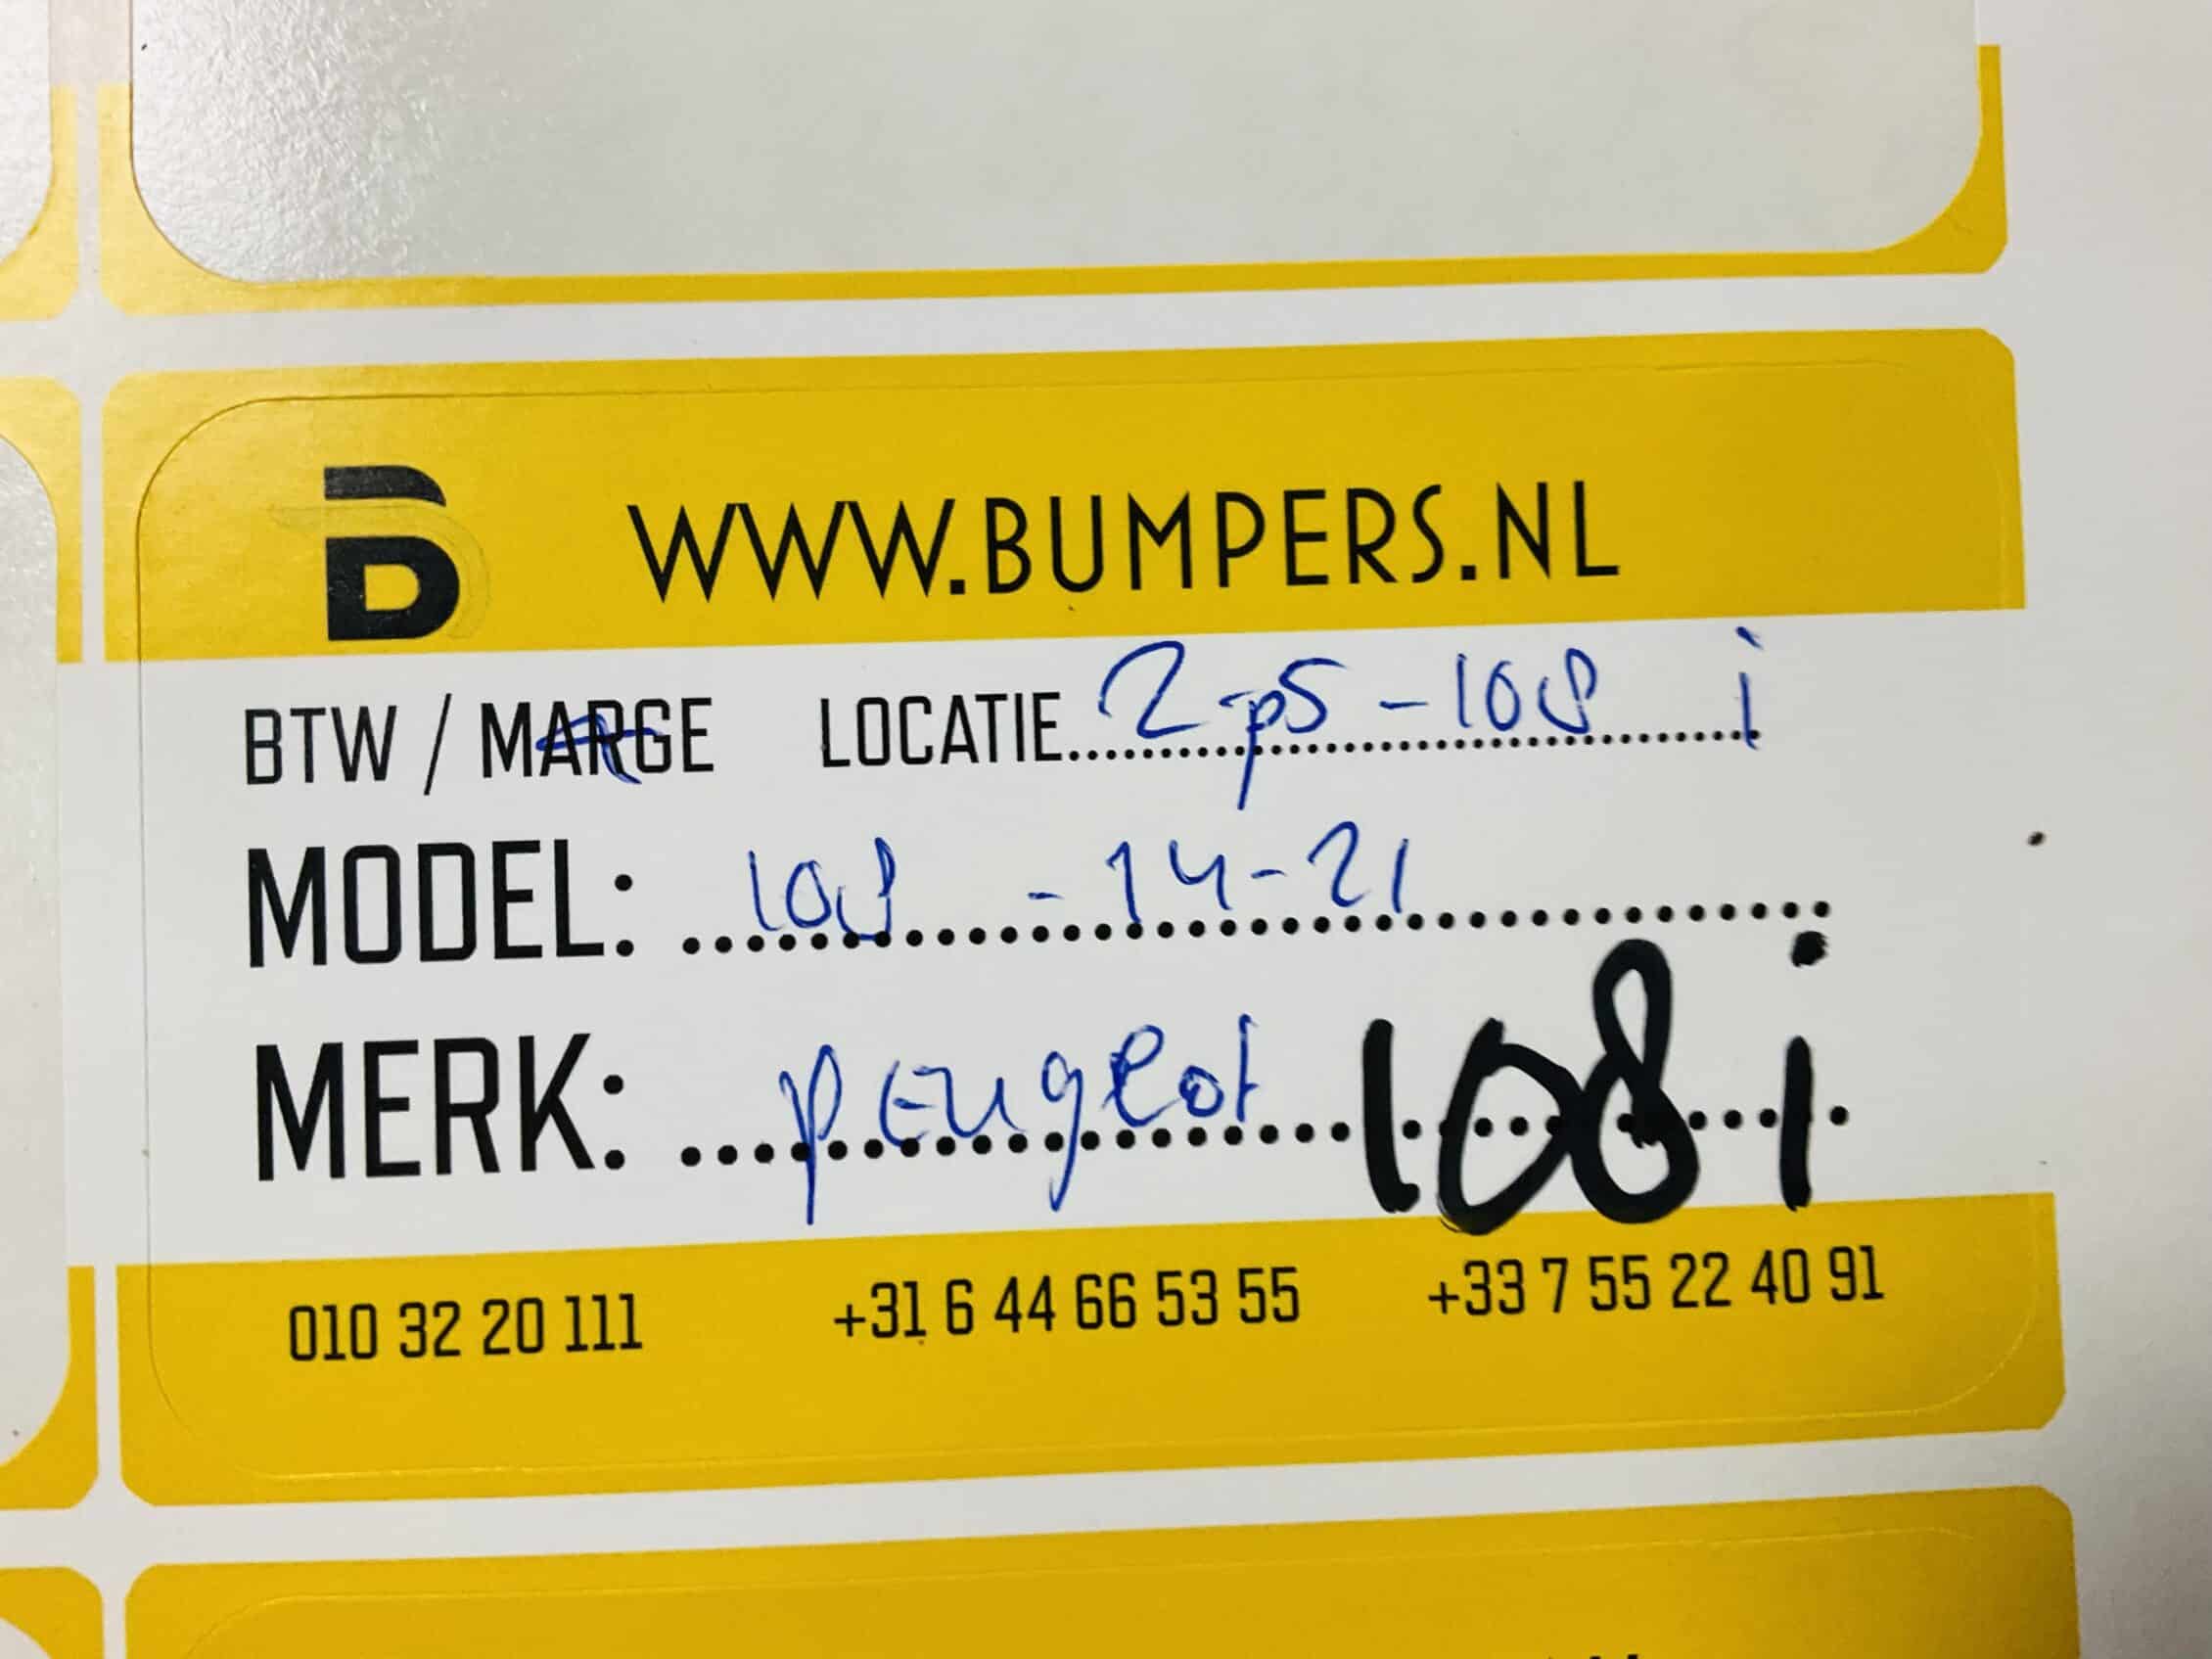 WWW.BUMPERS.NL
BTW / MARGE LOCATIE 2-p5-108 i
MODEL: 108 - 14-21
MERK: peugeot 108i
010 32 20 111 +31 6 44 66 53 55 +33 7 55 22 40 91